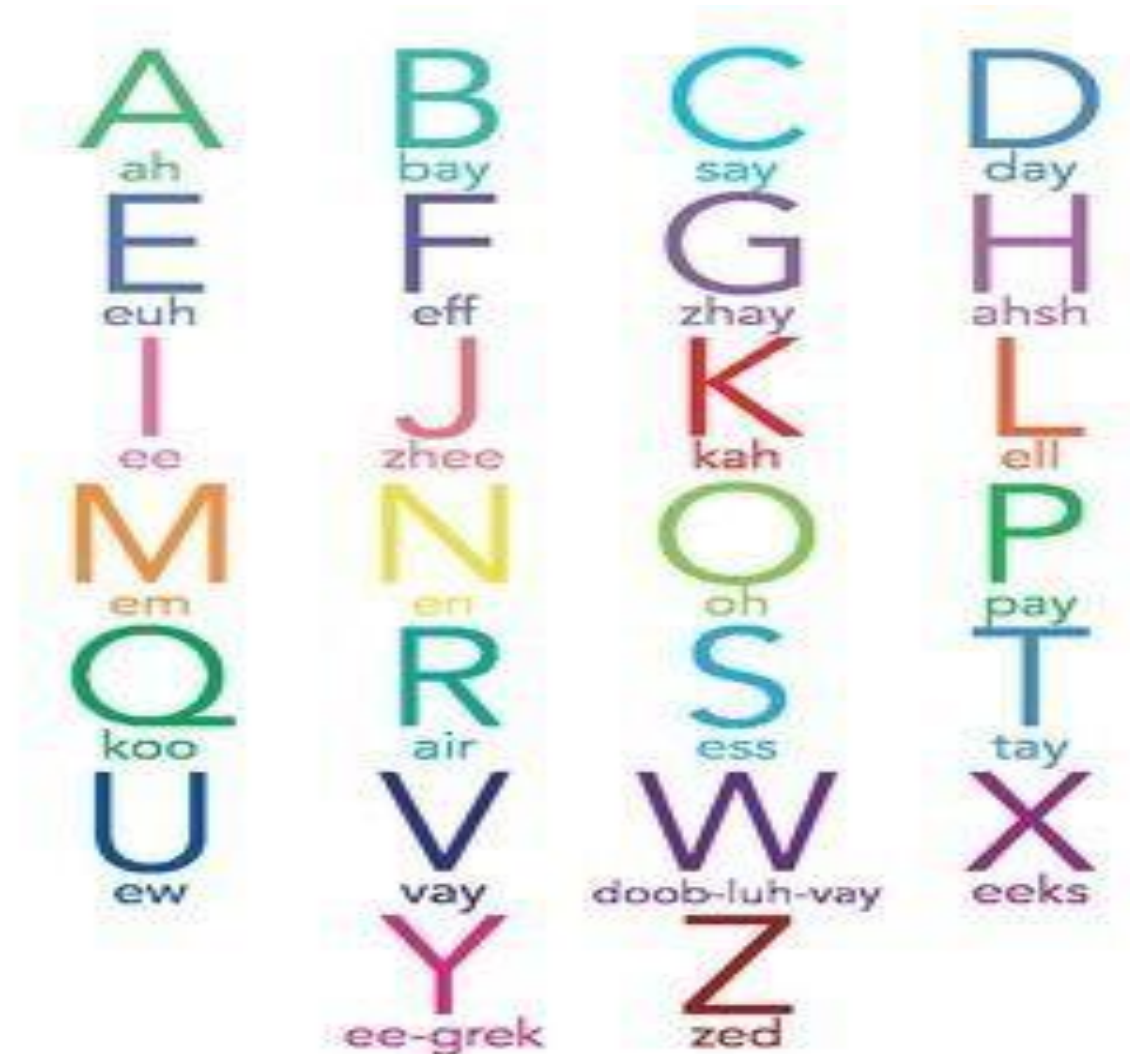 A B C D
ah bay say day
E F G H
euh eff zhay ahsh
I J K L
ee zhee kah ell
M N O P
em en oh pay
Q R S T
koo air ess tay
U V W X
ew vay doob-luh-vay eeks
Y Z
ee-grek zed